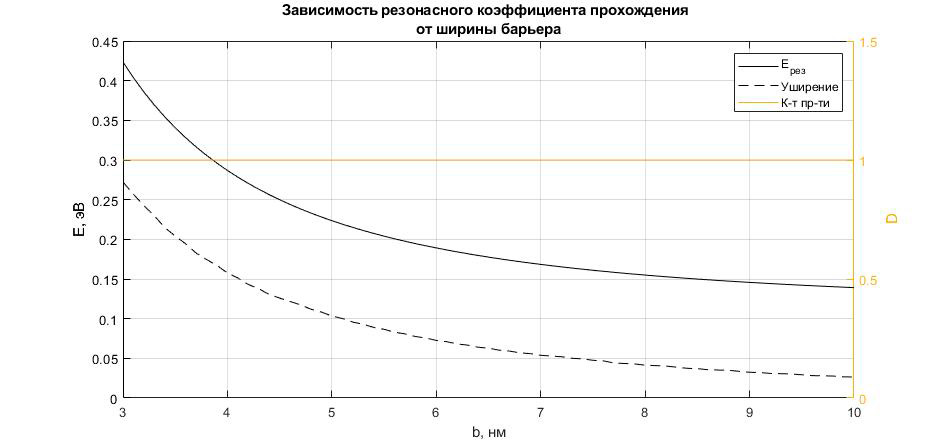 Зависимость резонасного коэффициента прохождения
от ширины барьера
E, эВ
0.45
0.4
0.35
0.3
0.25
0.2
0.15
0.1
0.05
0
3
4
5
6
7
8
9
10
b, нм
1.5
1
0.5
0
D
Eрез
Уширение
К-т пр-ти